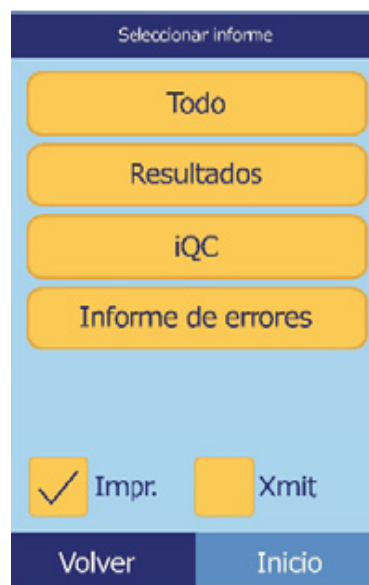 Seleccionar informe
Todo
Resultados
iQC
Informe de errores
Impr. Xmit
Volver Inicio